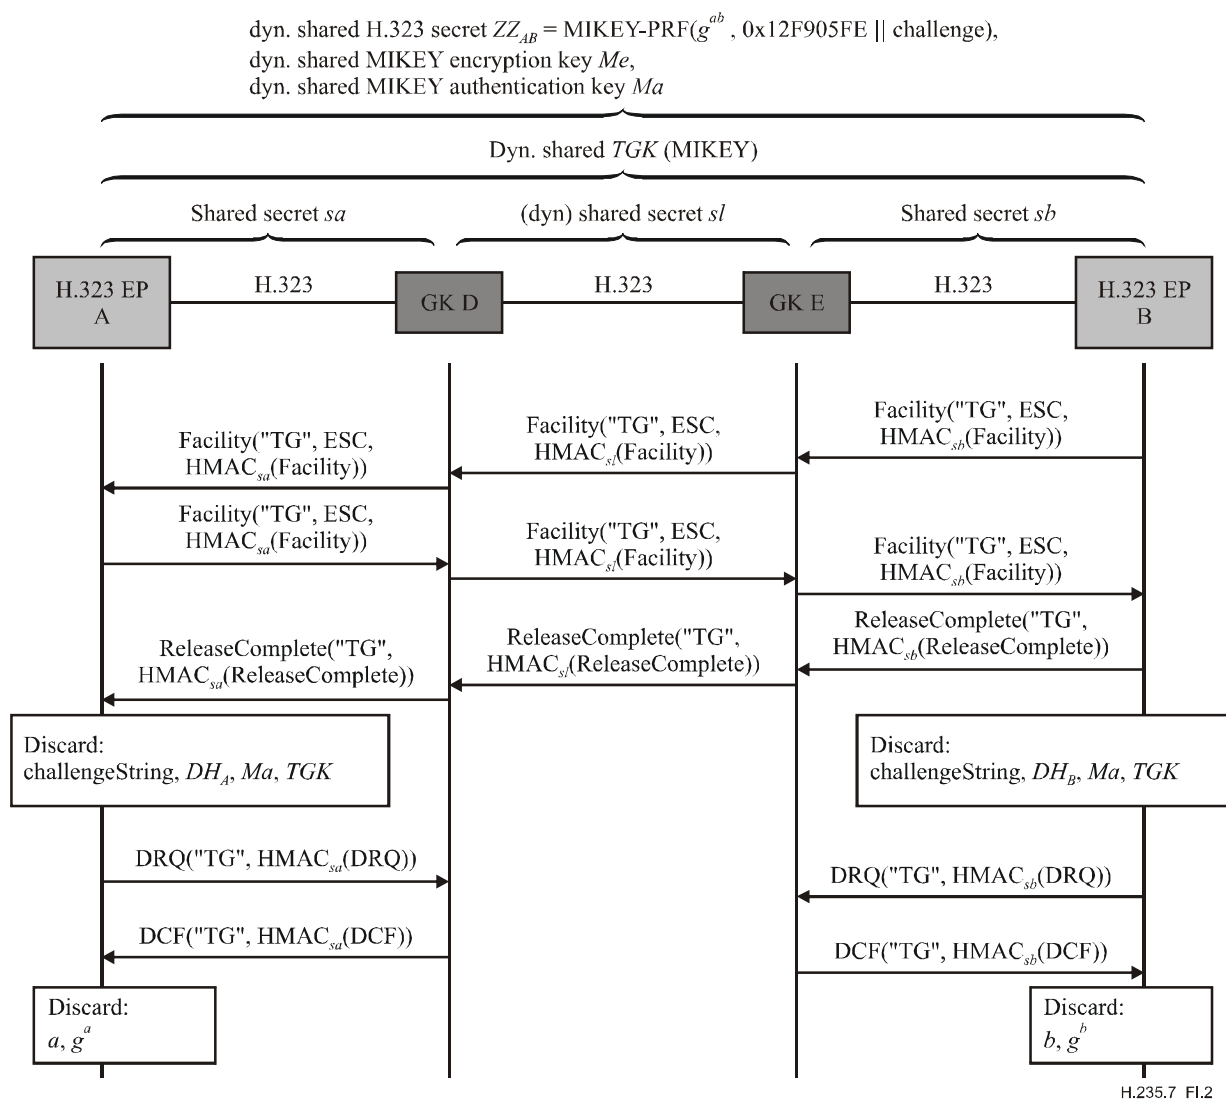 dyn. shared H.323 secret ZZ_AB = MIKEY-PRF(g^ab , 0x12F905FE || challenge),
dyn. shared MIKEY encryption key Me,
dyn. shared MIKEY authentication key Ma
Dyn. shared TGK (MIKEY)
Shared secret sa
(dyn) shared secret sl
Shared secret sb
H.323 EP
A
H.323
GK D
H.323
GK E
H.323
H.323 EP
B
Facility("TG", ESC,
HMAC_sb(Facility))
Facility("TG", ESC,
HMAC_sl(Facility))
Facility("TG", ESC,
HMAC_sa(Facility))
Facility("TG", ESC,
HMAC_sa(Facility))
Facility("TG", ESC,
HMAC_sl(Facility))
Facility("TG", ESC,
HMAC_sb(Facility))
ReleaseComplete("TG",
HMAC_sb(ReleaseComplete))
ReleaseComplete("TG",
HMAC_sl(ReleaseComplete))
ReleaseComplete("TG",
HMAC_sa(ReleaseComplete))
Discard:
challengeString, DH_A, Ma, TGK
Discard:
challengeString, DH_B, Ma, TGK
DRQ("TG", HMAC_sa(DRQ))
DRQ("TG", HMAC_sb(DRQ))
DCF("TG", HMAC_sa(DCF))
DCF("TG", HMAC_sb(DCF))
Discard:
a, g^a
Discard:
b, g^b
H.235.7_FI.2